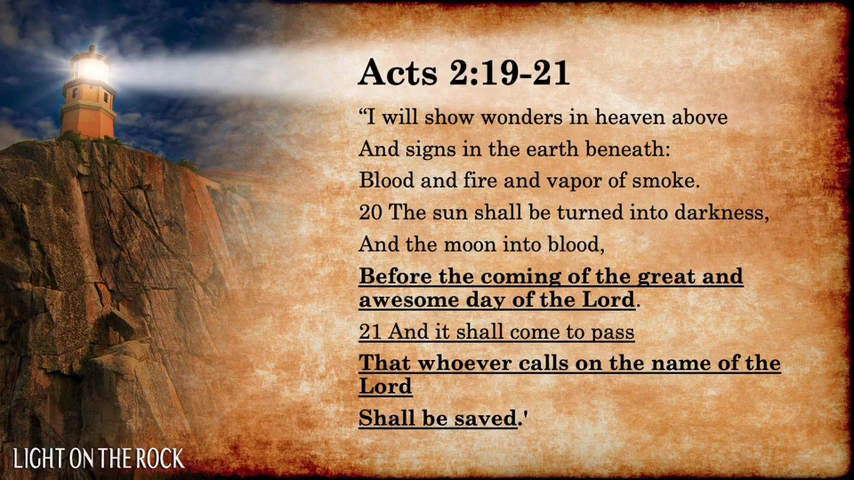 Acts 2:19-21
“I will show wonders in heaven above
And signs in the earth beneath:
Blood and fire and vapor of smoke.
20 The sun shall be turned into darkness,
And the moon into blood,
Before the coming of the great and
awesome day of the Lord.
21 And it shall come to pass
That whoever calls on the name of the
Lord
Shall be saved.'
LIGHT ON THE ROCK